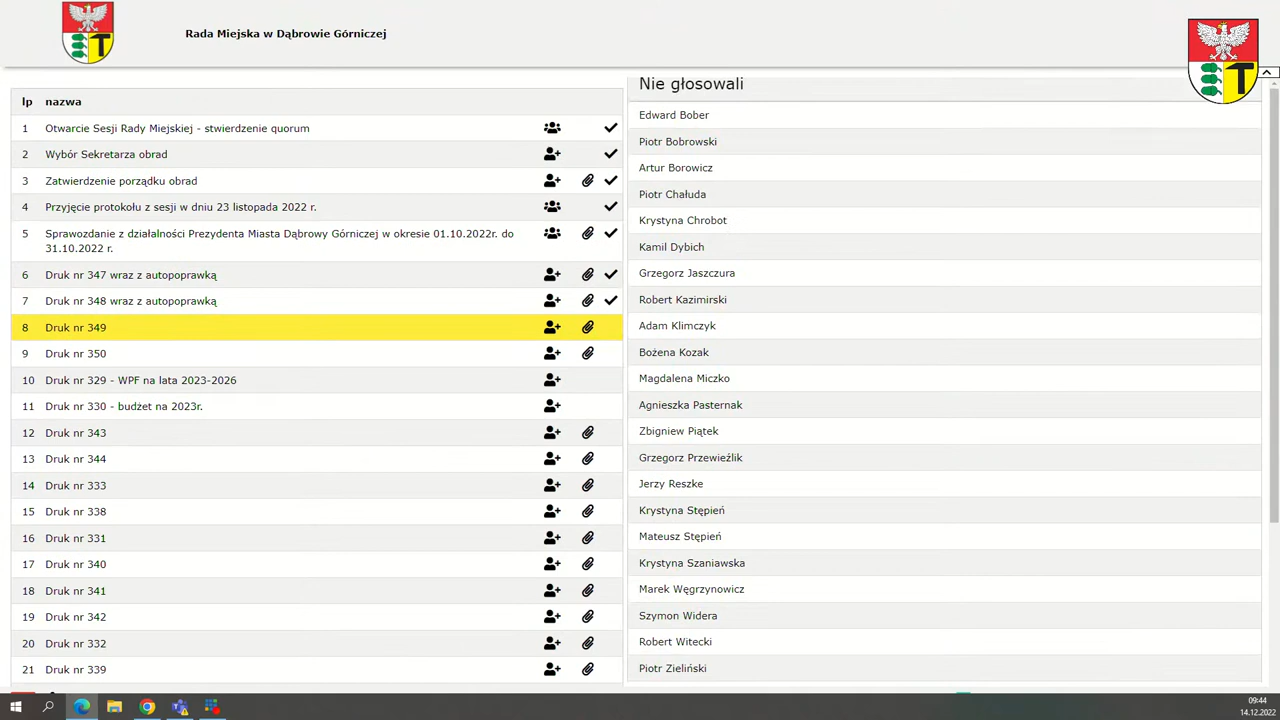 Rada Miejska w Dąbrowie Górniczej
lp nazwa
1 Otwarcie Sesji Rady Miejskiej - stwierdzenie quorum
2 Wybór Sekretarza obrad
3 Zatwierdzenie porządku obrad
4 Przyjęcie protokołu z sesji w dniu 23 listopada 2022 r.
5 Sprawozdanie z działalności Prezydenta Miasta Dąbrowy Górniczej w okresie 01.10.2022r. do
31.10.2022 r.
6 Druk nr 347 wraz z autopoprawką
7 Druk nr 348 wraz z autopoprawką
8 Druk nr 349
9 Druk nr 350
10 Druk nr 329 - WPF na lata 2023-2026
11 Druk nr 330 - budżet na 2023r.
12 Druk nr 343
13 Druk nr 344
14 Druk nr 333
15 Druk nr 338
16 Druk nr 331
17 Druk nr 340
18 Druk nr 341
19 Druk nr 342
20 Druk nr 332
21 Druk nr 339
Nie głosowali
Edward Bober
Piotr Bobrowski
Artur Borowicz
Piotr Chałuda
Krystyna Chrobot
Kamil Dybich
Grzegorz Jaszczura
Robert Kazimirski
Adam Klimczyk
Bożena Kozak
Magdalena Miczko
Agnieszka Pasternak
Zbigniew Piątek
Grzegorz Przewieźlik
Jerzy Reszke
Krystyna Stępień
Mateusz Stępień
Krystyna Szaniawska
Marek Węgrzynowicz
Szymon Widera
Robert Witecki
Piotr Zieliński
09:44
14.12.2022